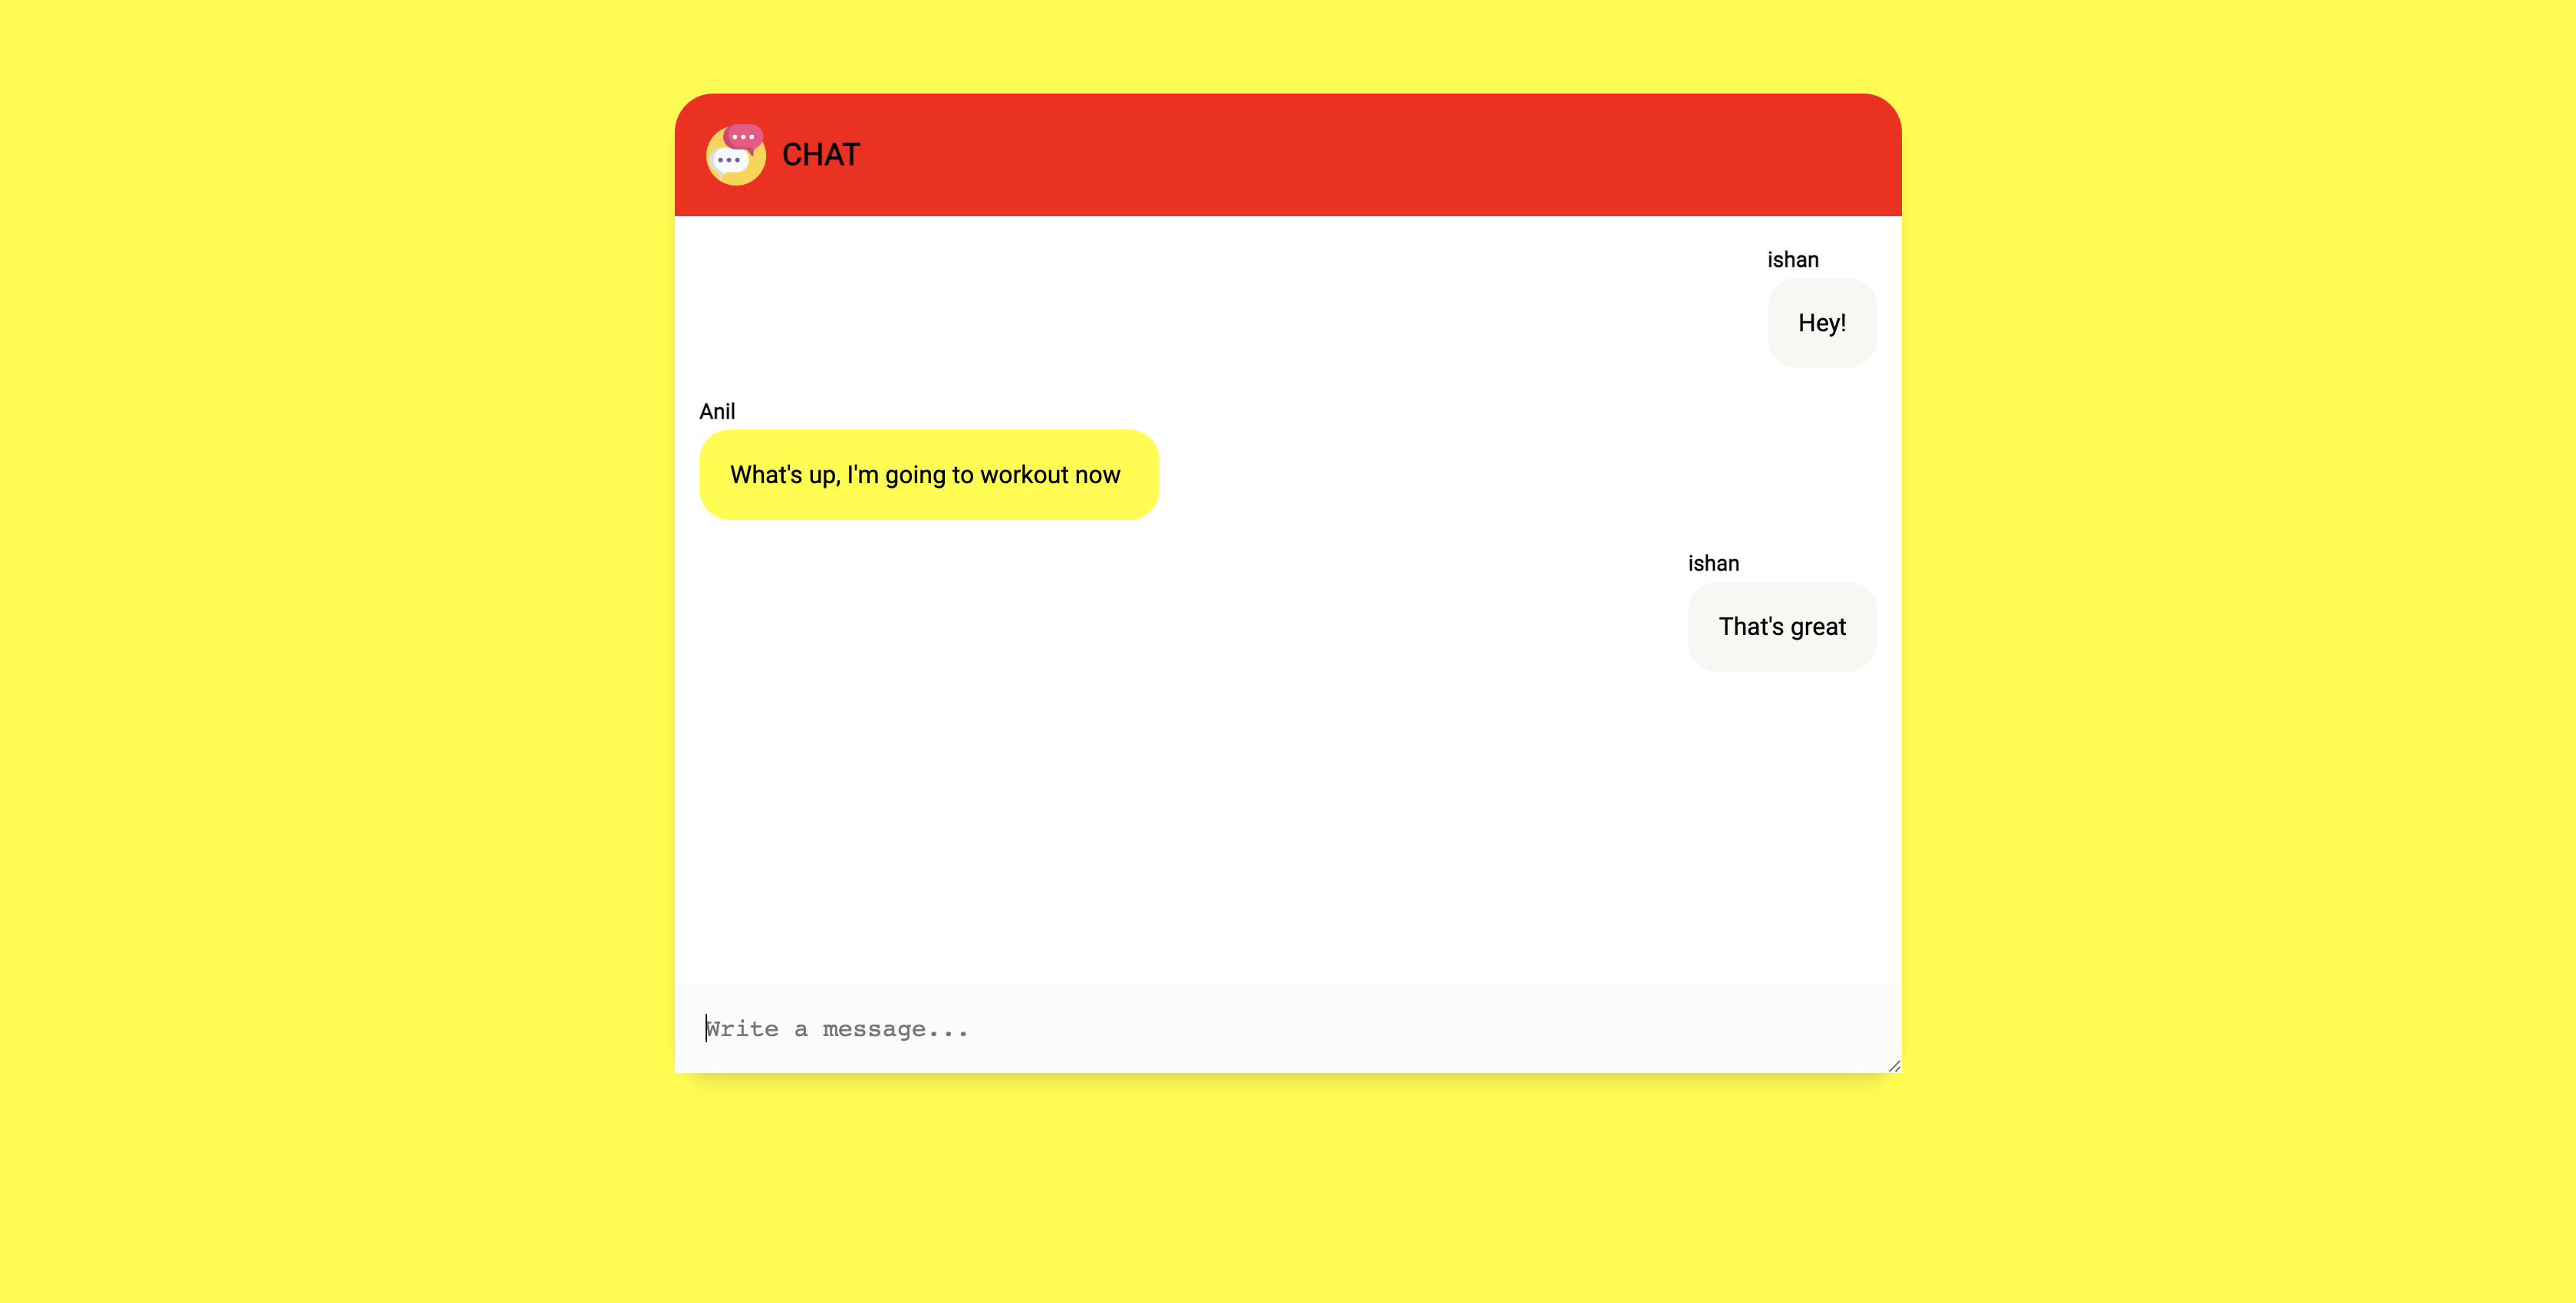 CHAT
ishan
Hey!
Anil
What's up, I'm going to workout now
ishan
That's great
Write a message...